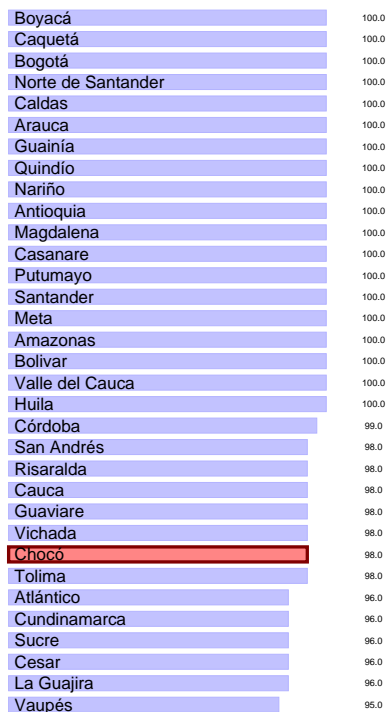 Boyacá 100.0
Caquetá 100.0
Bogotá 100.0
Norte de Santander 100.0
Caldas 100.0
Arauca 100.0
Guainía 100.0
Quindío 100.0
Nariño 100.0
Antioquia 100.0
Magdalena 100.0
Casanare 100.0
Putumayo 100.0
Santander 100.0
Meta 100.0
Amazonas 100.0
Bolivar 100.0
Valle del Cauca 100.0
Huila 100.0
Córdoba 99.0
San Andrés 98.0
Risaralda 98.0
Cauca 98.0
Guaviare 98.0
Vichada 98.0
Chocó 98.0
Tolima 98.0
Atlántico 96.0
Cundinamarca 96.0
Sucre 96.0
Cesar 96.0
La Guajira 96.0
Vaupés 95.0